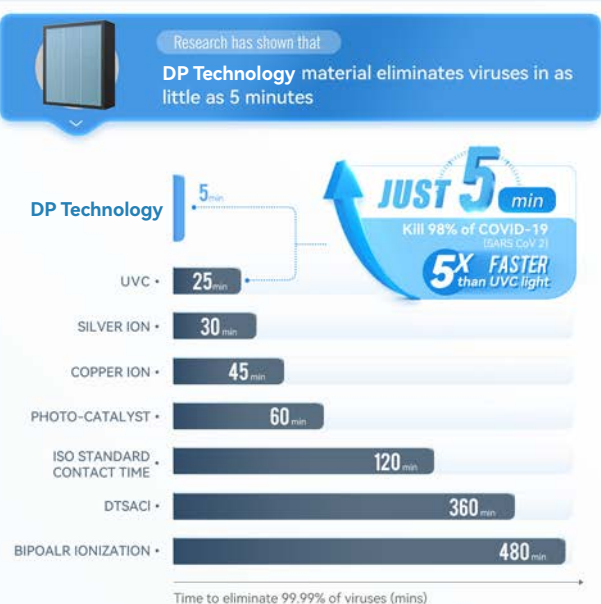 Research has shown that
DP Technology material eliminates viruses in as
little as 5 minutes
DP Technology
5min
JUST 5 min
Kill 98% of COVID-19
(SARS CoV 2)
5X FASTER
than UVC light
UVC • 25min
SILVER ION • 30min
COPPER ION • 45min
PHOTO-CATALYST • 60min
ISO STANDARD
CONTACT TIME • 120min
DTSACI • 360min
BIPOALR IONIZATION • 480min
Time to eliminate 99.99% of viruses (mins)